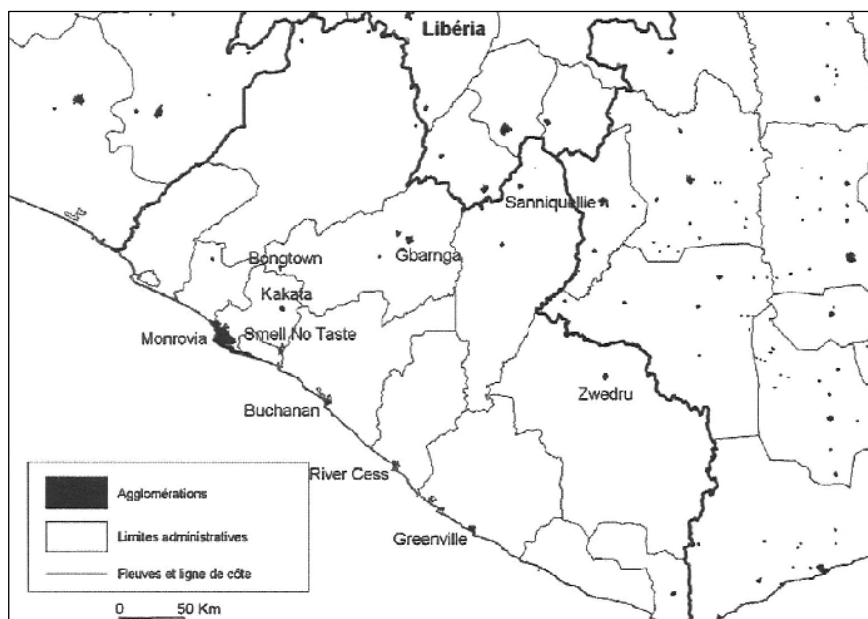 Libéria
Sanniquellie
Bongtown
Gbarnga
Kakata
Monrovia
Smell No Taste
Zwedru
Buchanan
River Cess
Greenville
Agglomérations
Limites administratives
Fleuves et ligne de côte
0 50 Km